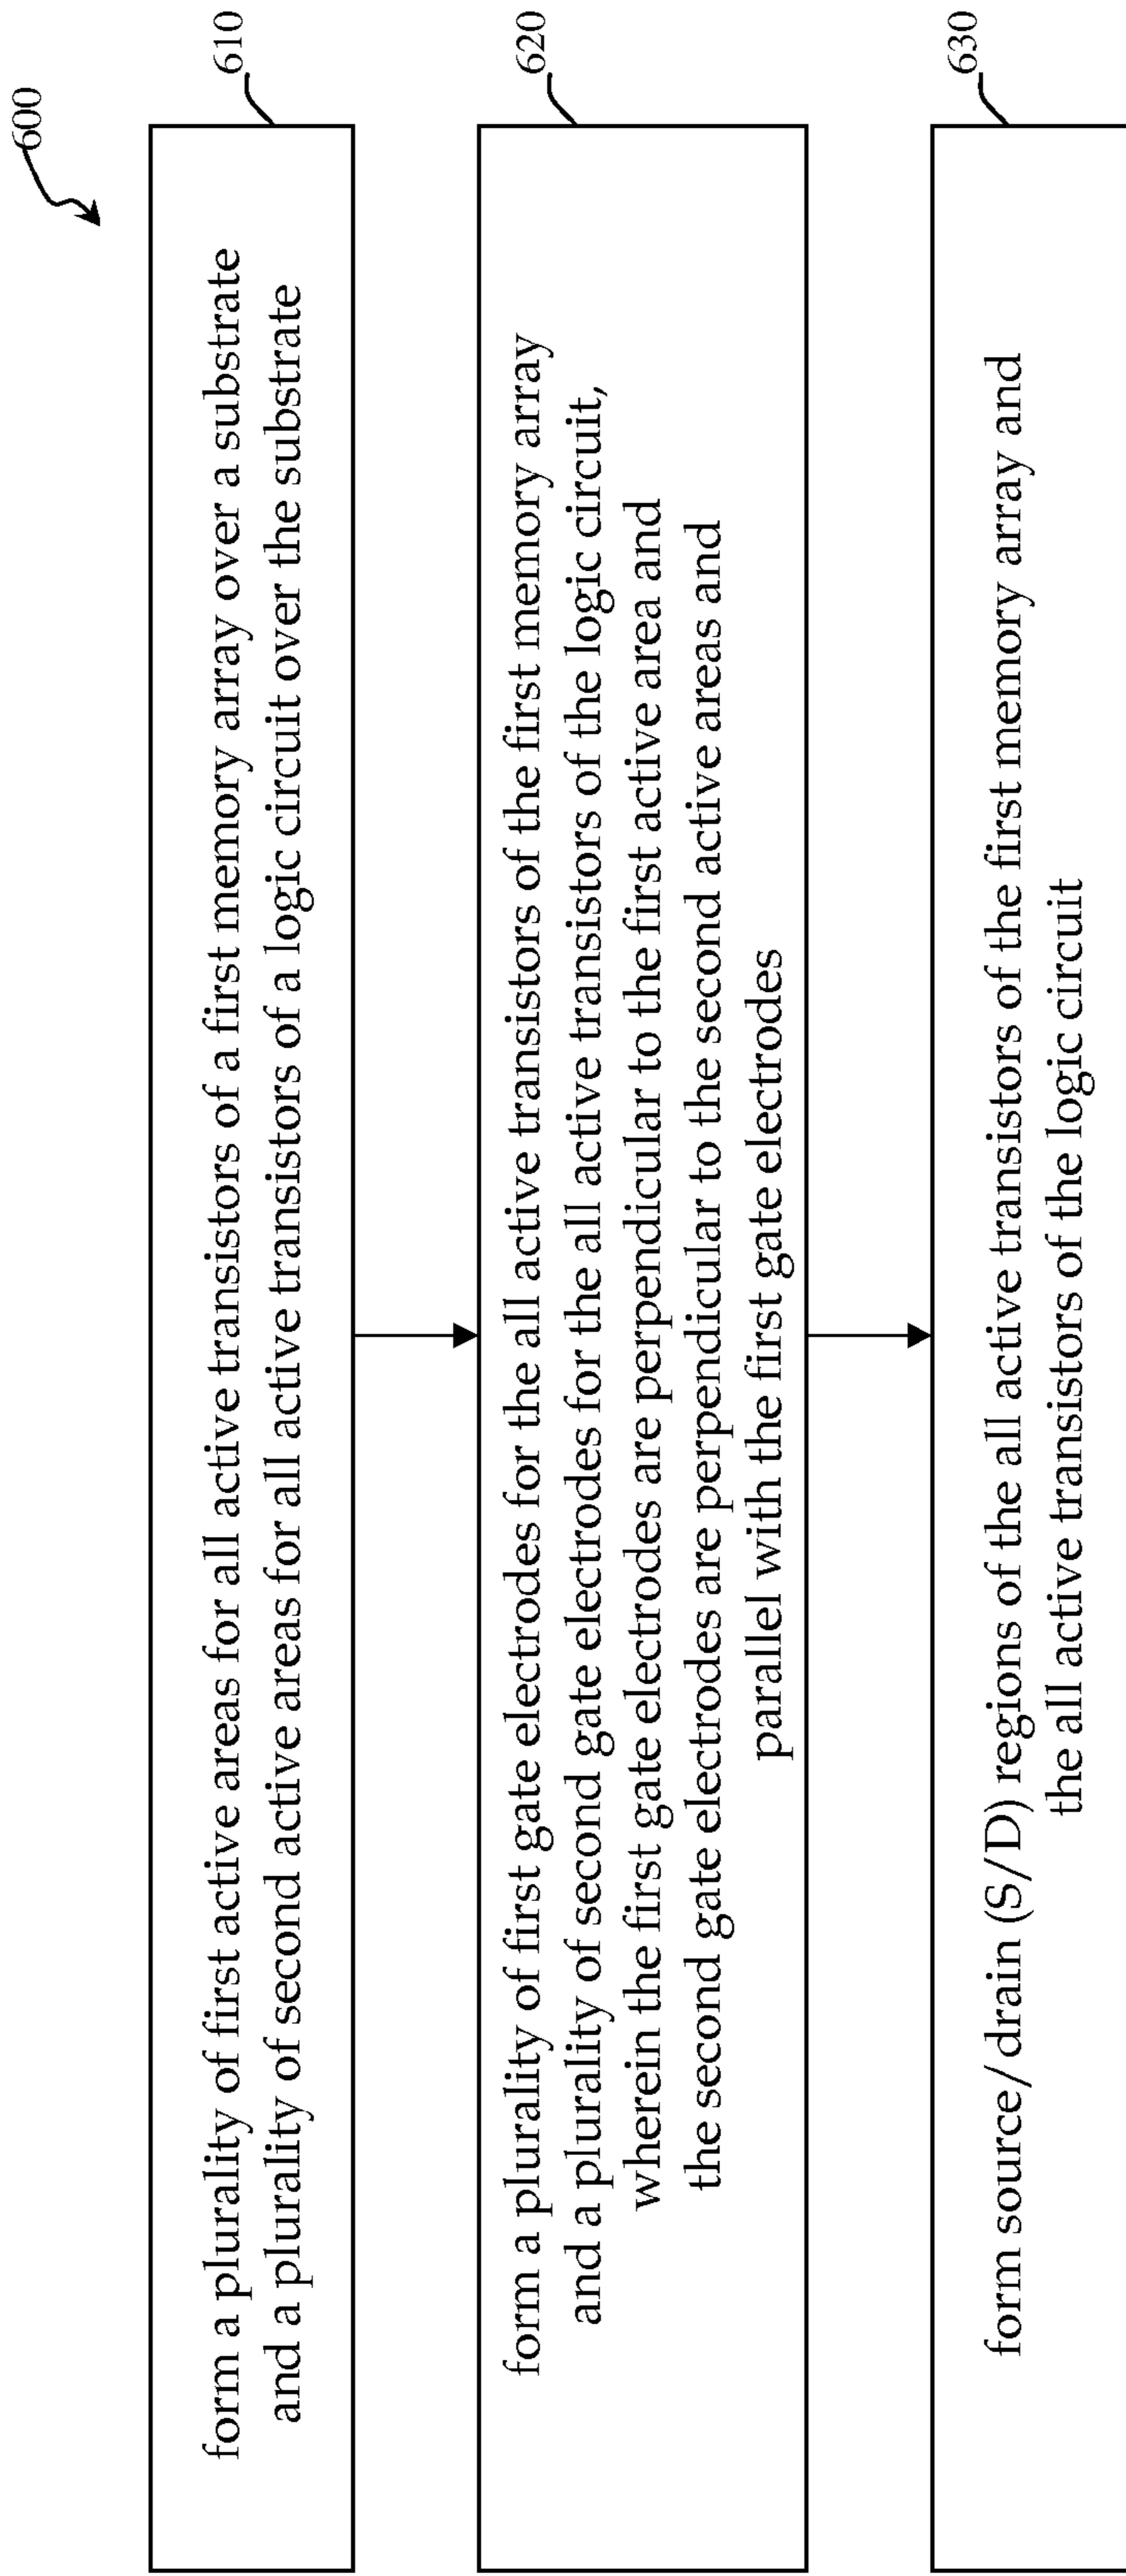 600
610
form a plurality of first active areas for all active transistors of a first memory array over a substrate
and a plurality of second active areas for all active transistors of a logic circuit over the substrate
620
form a plurality of first gate electrodes for the all active transistors of the first memory array
and a plurality of second gate electrodes for the all active transistors of the logic circuit,
wherein the first gate electrodes are perpendicular to the first active area and
the second gate electrodes are perpendicular to the second active areas and
parallel with the first gate electrodes
630
form source/drain (S/D) regions of the all active transistors of the first memory array and
the all active transistors of the logic circuit